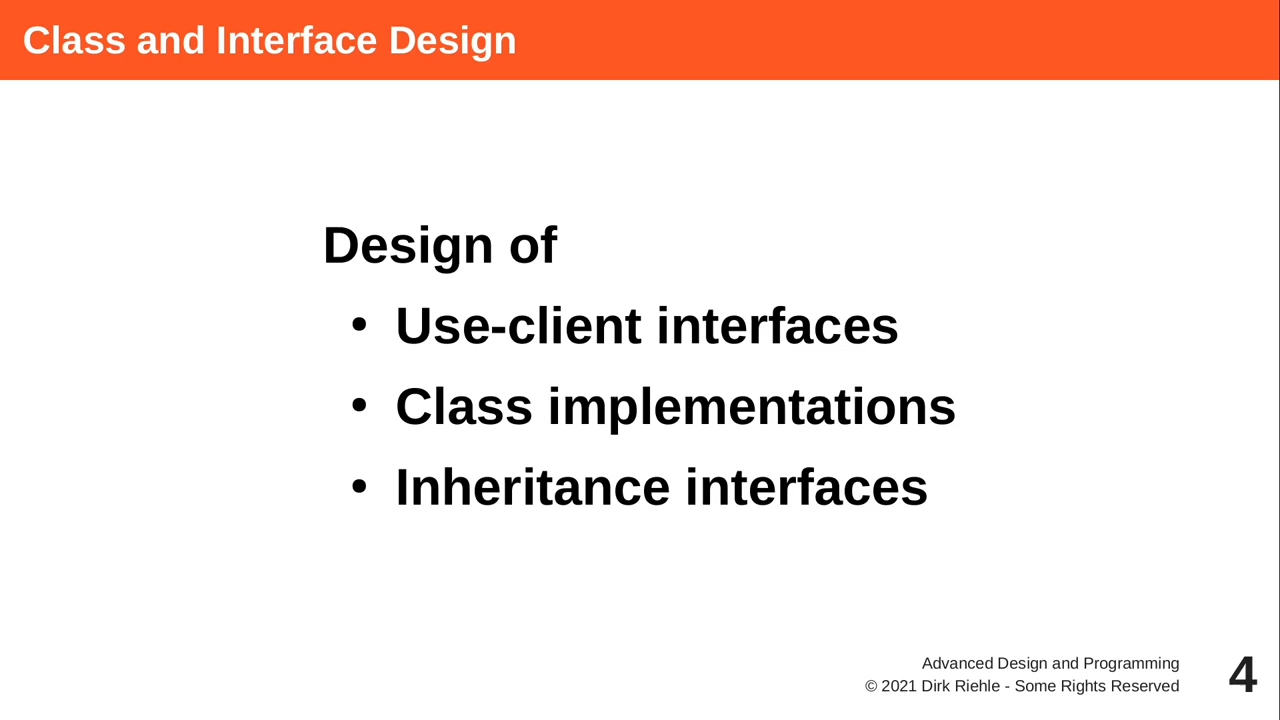 Class and Interface Design
Design of
• Use-client interfaces
• Class implementations
• Inheritance interfaces
Advanced Design and Programming
© 2021 Dirk Riehle - Some Rights Reserved
4